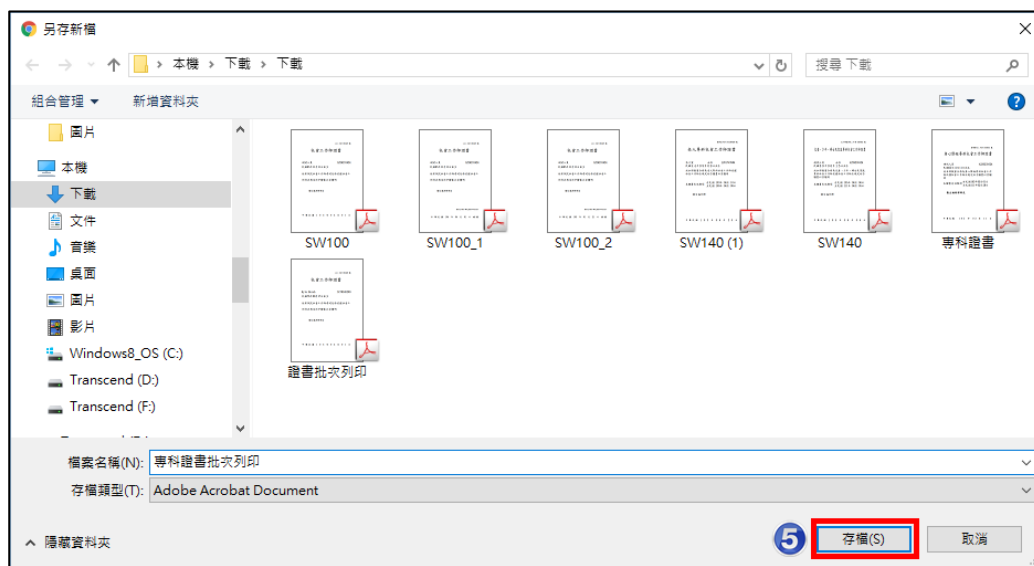 另存新檔
本機 › 下載 › 下載
搜尋 下載
組合管理 新增資料夾
圖片
本機
下載
文件
音樂
桌面
圖片
影片
Windows8_OS (C:)
Transcend (D:)
Transcend (F:)
SW100 SW100_1 SW100_2 SW140 (1) SW140 專科證書
證書批次列印
檔案名稱(N): 專科證書批次列印
存檔類型(T): Adobe Acrobat Document
隱藏資料夾
5 存檔(S) 取消